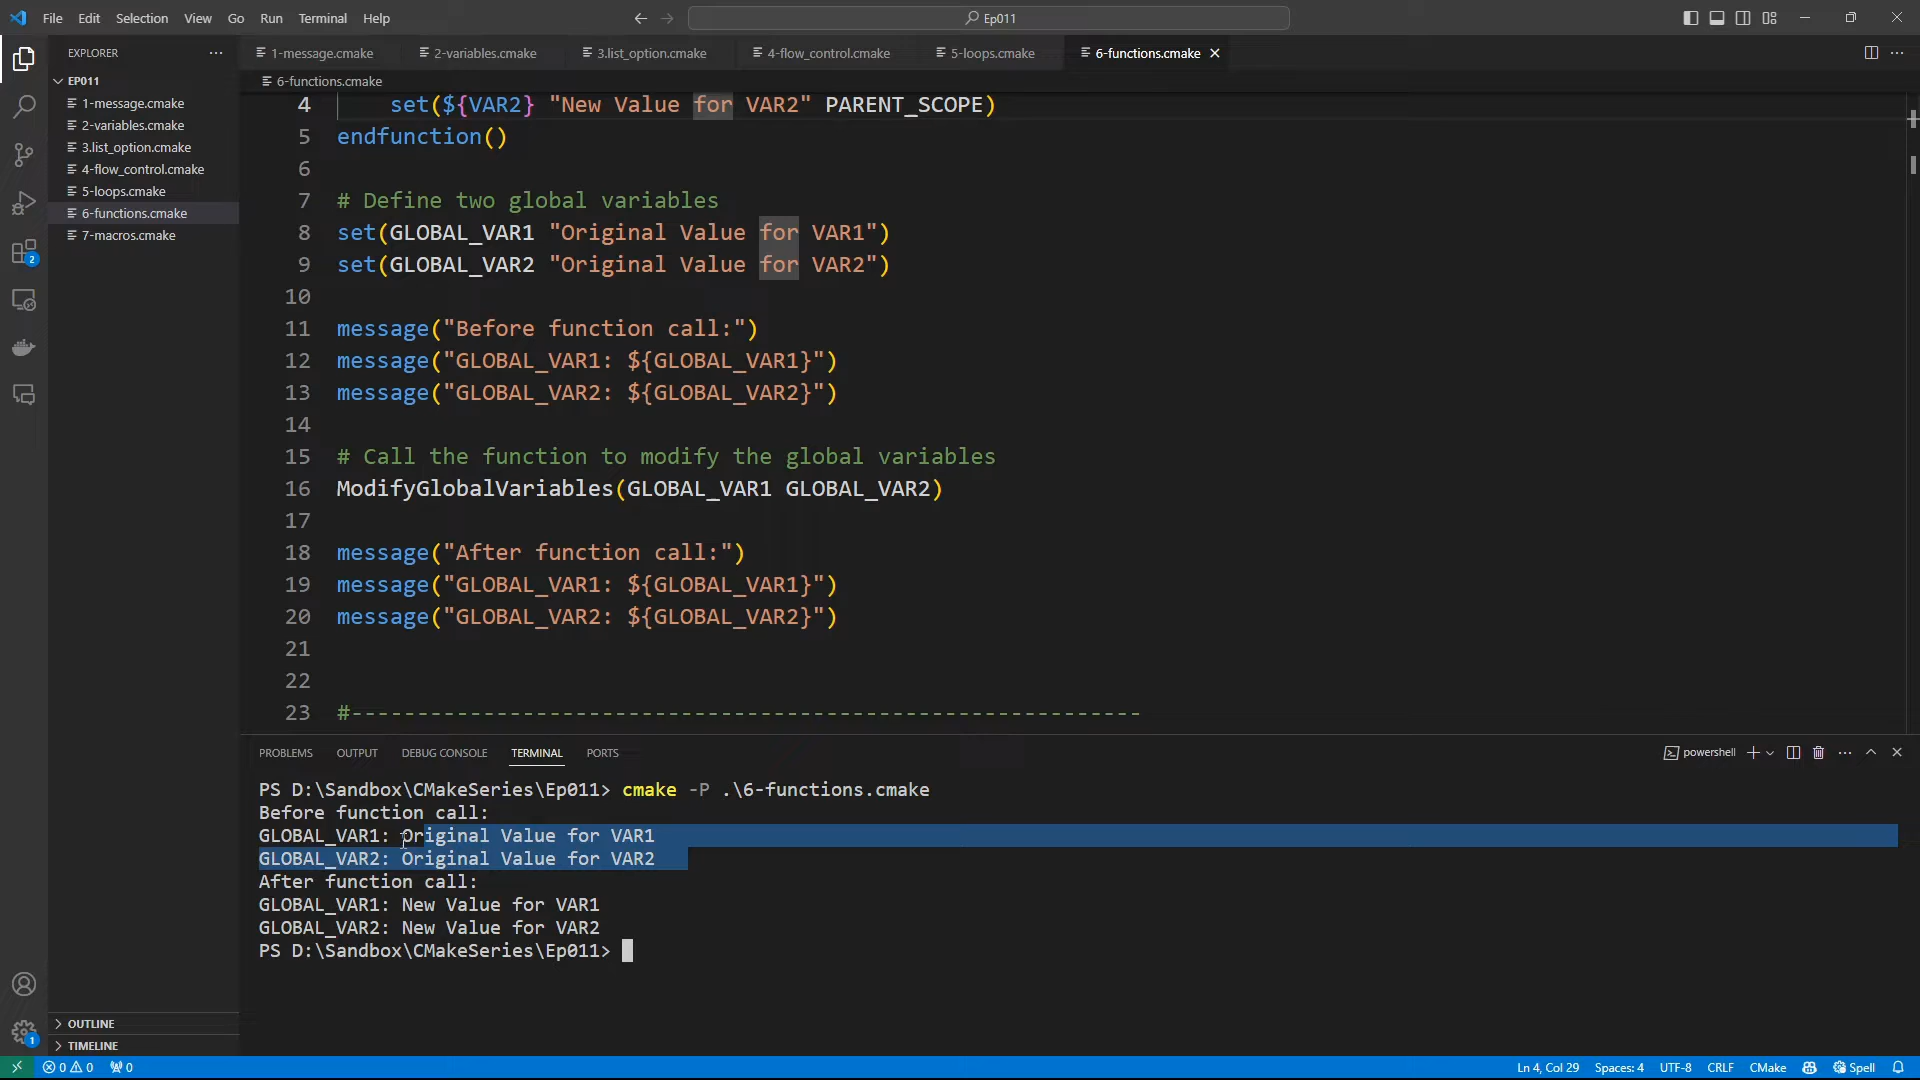 File Edit Selection View Go Run Terminal Help
Ep011
EXPLORER
1-message.cmake 2-variables.cmake 3.list_option.cmake 4-flow_control.cmake 5-loops.cmake 6-functions.cmake
EP011
1-message.cmake
2-variables.cmake
3.list_option.cmake
4-flow_control.cmake
5-loops.cmake
6-functions.cmake
7-macros.cmake
2
6-functions.cmake
4 set(${VAR2} "New Value for VAR2" PARENT_SCOPE)
5 endfunction()
6
7 # Define two global variables
8 set(GLOBAL_VAR1 "Original Value for VAR1")
9 set(GLOBAL_VAR2 "Original Value for VAR2")
10
11 message("Before function call:")
12 message("GLOBAL_VAR1: ${GLOBAL_VAR1}")
13 message("GLOBAL_VAR2: ${GLOBAL_VAR2}")
14
15 # Call the function to modify the global variables
16 ModifyGlobalVariables(GLOBAL_VAR1 GLOBAL_VAR2)
17
18 message("After function call:")
19 message("GLOBAL_VAR1: ${GLOBAL_VAR1}")
20 message("GLOBAL_VAR2: ${GLOBAL_VAR2}")
21
22
23 #------------------------------------------------------------
PROBLEMS OUTPUT DEBUG CONSOLE TERMINAL PORTS
powershell
PS D:\Sandbox\CMakeSeries\Ep011> cmake -P .\6-functions.cmake
Before function call:
GLOBAL_VAR1: Original Value for VAR1
GLOBAL_VAR2: Original Value for VAR2
After function call:
GLOBAL_VAR1: New Value for VAR1
GLOBAL_VAR2: New Value for VAR2
PS D:\Sandbox\CMakeSeries\Ep011>
OUTLINE
TIMELINE
1
0 0 0
Ln 4, Col 29 Spaces: 4 UTF-8 CRLF CMake Spell